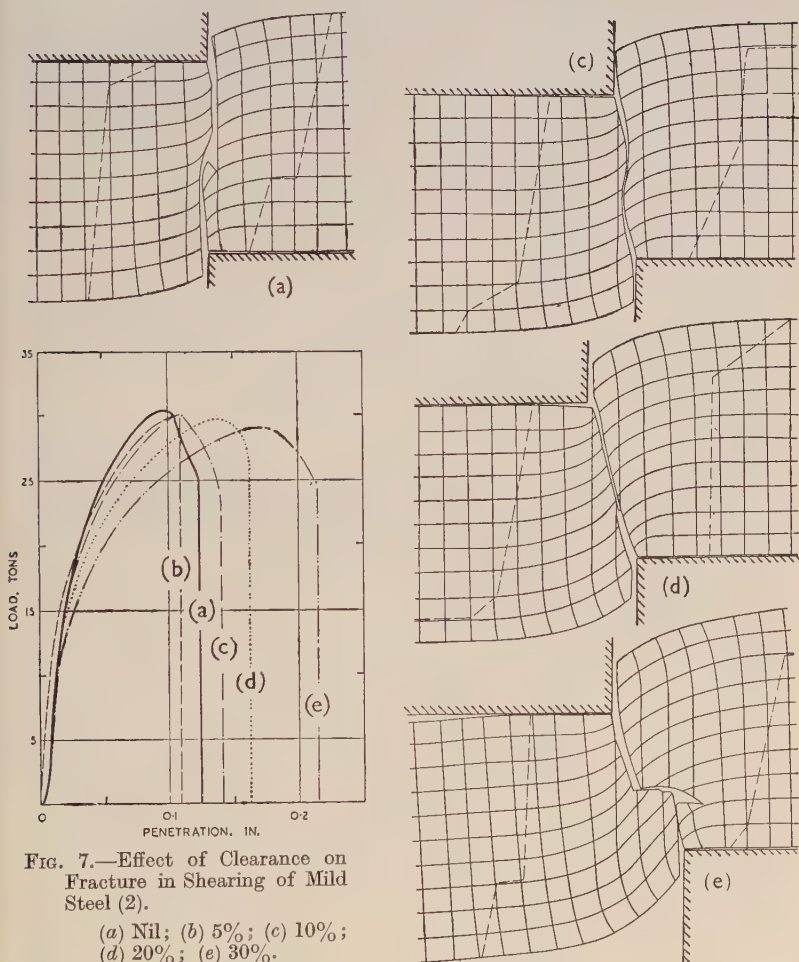 (a)
(c)
(d)
(e)
35
25
15
5
LOAD, TONS
(b)
(a)
(c)
(d)
(e)
0
0·1
0·2
PENETRATION. IN.
FIG. 7.—Effect of Clearance on
Fracture in Shearing of Mild
Steel (2).
(a) Nil; (b) 5%; (c) 10%;
(d) 20%; (e) 30%.